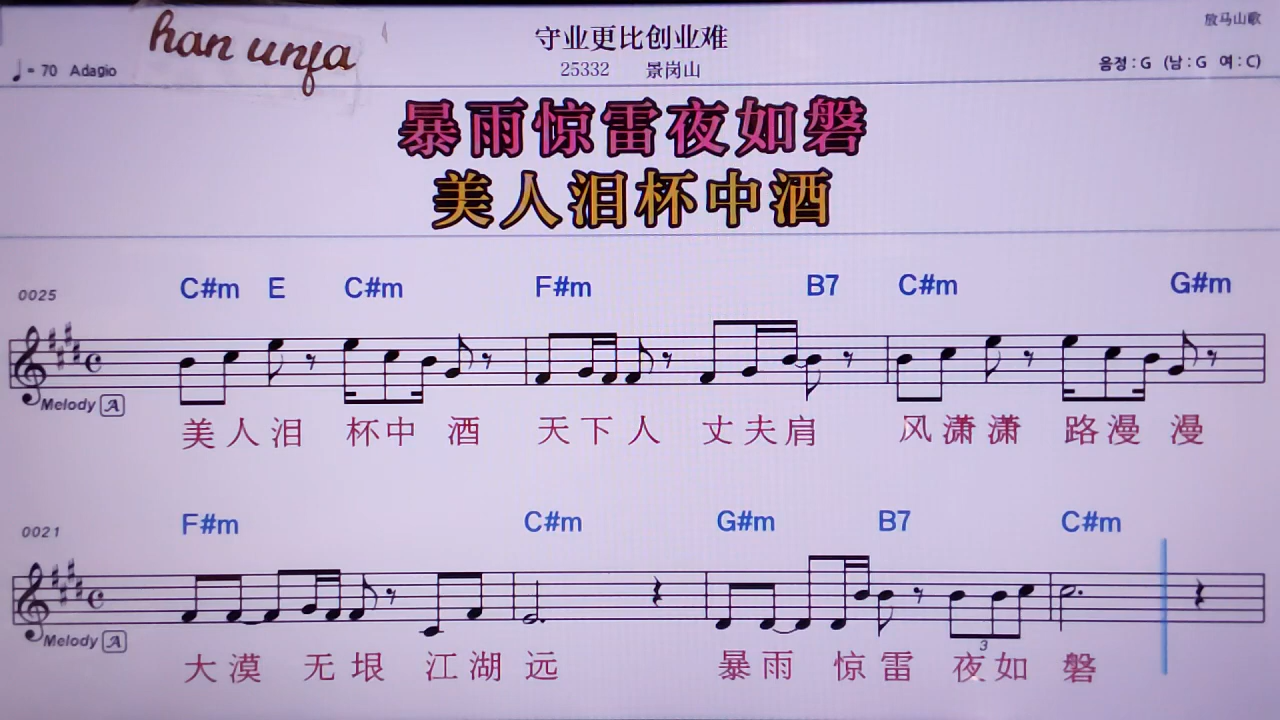 han unfa
守业更比创业难
放马山歌
♩= 70 Adagio
25332 景岗山
음정 : G (남 : G 여 : C)
暴雨惊雷夜如磐
美人泪杯中酒
0025
C#m E C#m F#m B7 C#m G#m
Melody A
美人泪 杯中 酒 天下人 丈夫肩 风潇潇 路漫 漫
0021
F#m C#m G#m B7 C#m
3
Melody A
大漠 无垠 江湖 远 暴雨 惊雷 夜如 磐